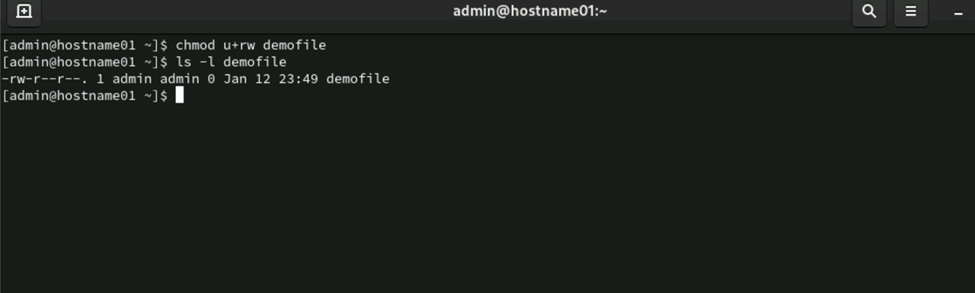 admin@hostname01:~
[admin@hostname01 ~]$ chmod u+rw demofile
[admin@hostname01 ~]$ ls -l demofile
-rw-r--r--. 1 admin admin 0 Jan 12 23:49 demofile
[admin@hostname01 ~]$